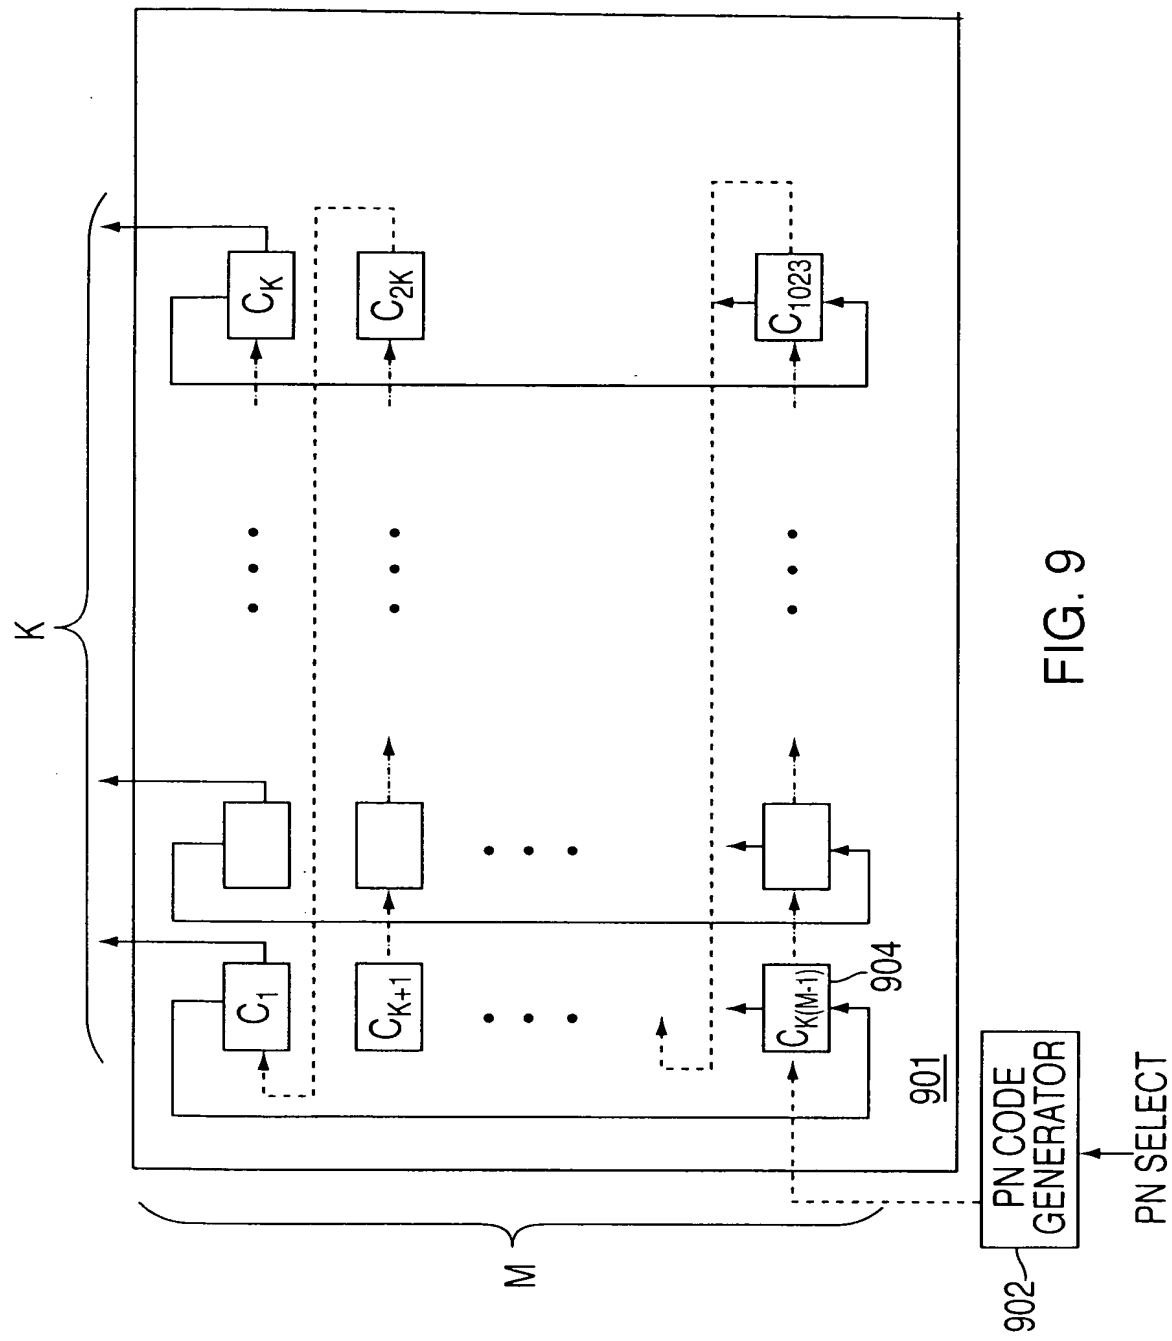 K
M
C1
CK
CK+1
C2K
CK(M-1)
C1023
904
901
902
PN CODE
GENERATOR
PN SELECT
FIG. 9